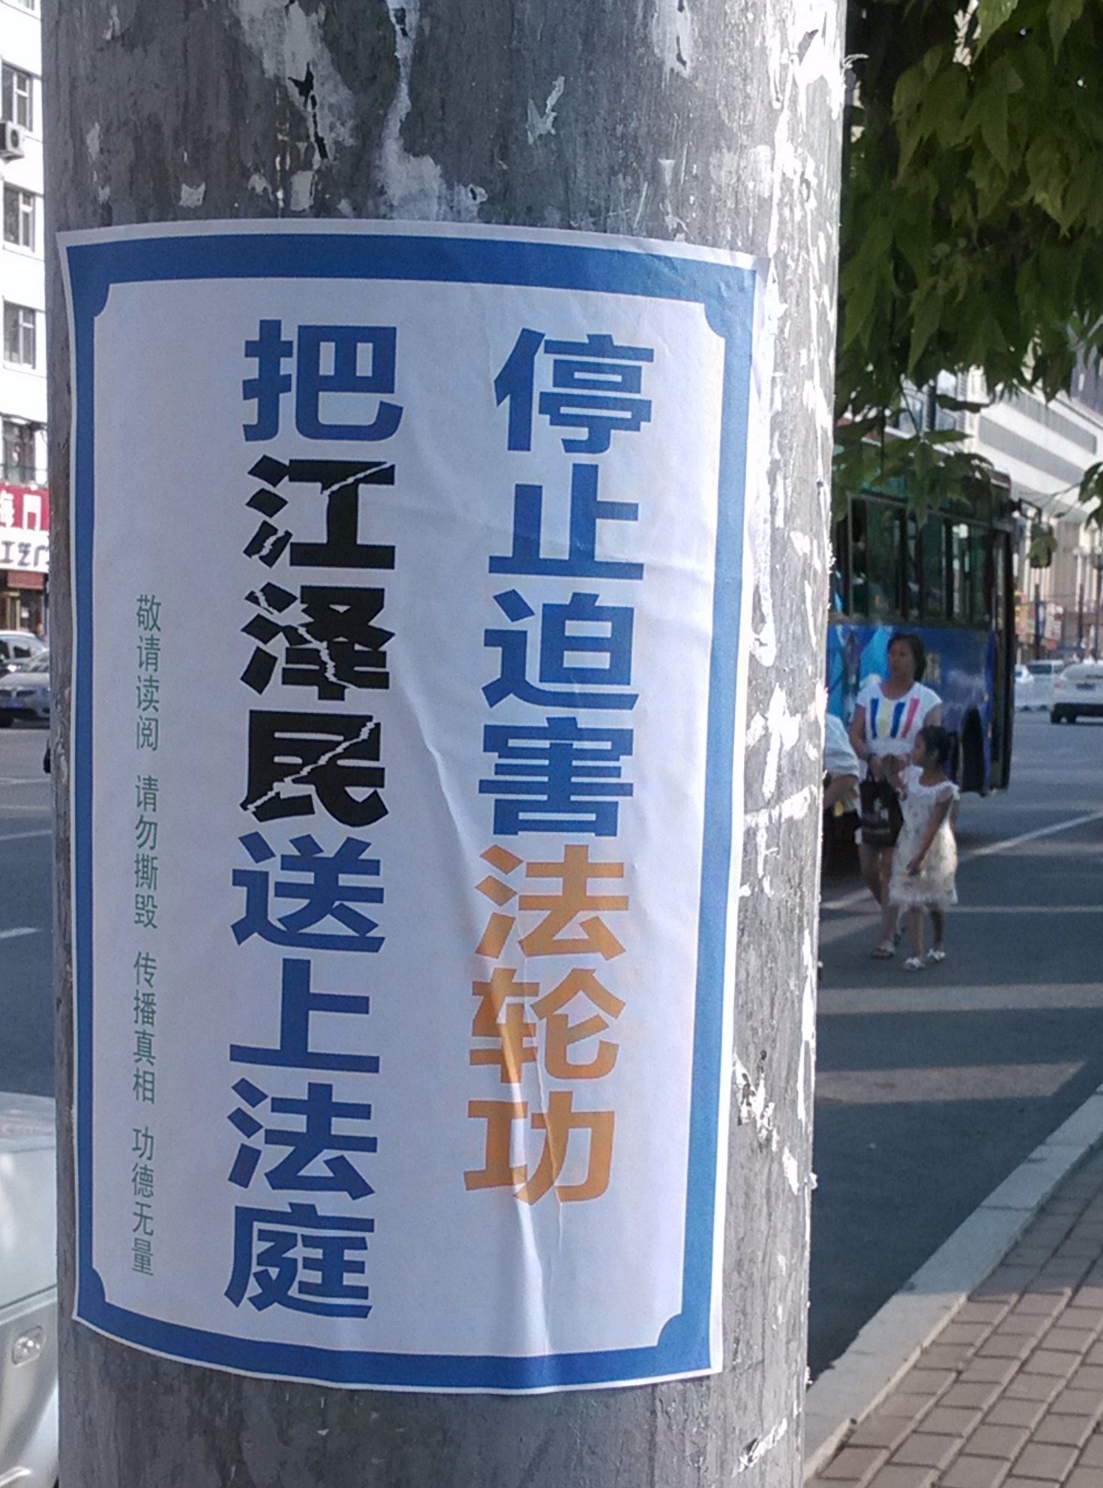 停止迫害法轮功
把江泽民送上法庭
敬请读阅 请勿撕毁 传播真相 功德无量